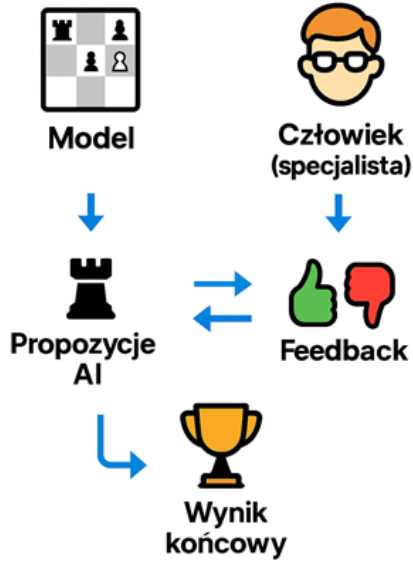 Model
Człowiek
(specjalista)
Propozycje
AI
Feedback
Wynik
końcowy